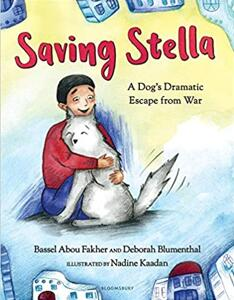 Saving Stella
A Dog's Dramatic
Escape from War
Bassel Abou Fakher AND Deborah Blumenthal
ILLUSTRATED BY Nadine Kaadan
BLOOMSBURY